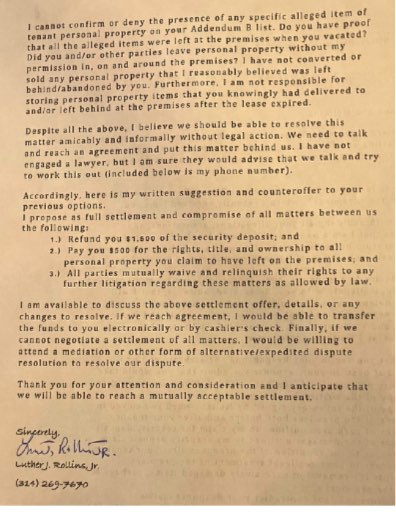 I cannot confirm or deny the presence of any specific alleged item of
tenant personal property on your Addendum B list. Do you have proof
that all the alleged items were left at the premises when you vacated?
Did you and/or other parties leave personal property without my
permission in, on and around the premises? I have not converted or
sold any personal property that I reasonably believed was left
behind/abandoned by you. Furthermore, I am not responsible for
storing personal property items that you knowingly had delivered to
and/or left behind at the premises after the lease expired.
Despite all the above, I believe we should be able to resolve this
matter amicably and informally without legal action. We need to talk
and reach an agreement and put this matter behind us. I have not
engaged a lawyer, but I am sure they would advise that we talk and try
to work this out (included below is my phone number).
Accordingly, here is my written suggestion and counteroffer to your
previous options.
I propose as full settlement and compromise of all matters between us
the following:
1.) Refund you $1,800 of the security deposit; and
2.) Pay you $500 for the rights, title, and ownership to all
personal property you claim to have left on the premises; and
3.) All parties mutually waive and relinquish their rights to any
further litigation regarding these matters as allowed by law.
I am available to discuss the above settlement offer, details, or any
changes to resolve. If we reach agreement, I would be able to transfer
the funds to you electronically or by cashier's check. Finally, if we
cannot negotiate a settlement of all matters. I would be willing to
attend a mediation or other form of alternative/expedited dispute
resolution to resolve our dispute.
Thank you for your attention and consideration and I anticipate that
we will be able to reach a mutually acceptable settlement.
Sincerely,
Luther J. Rollins, Jr.
(314) 269-7670